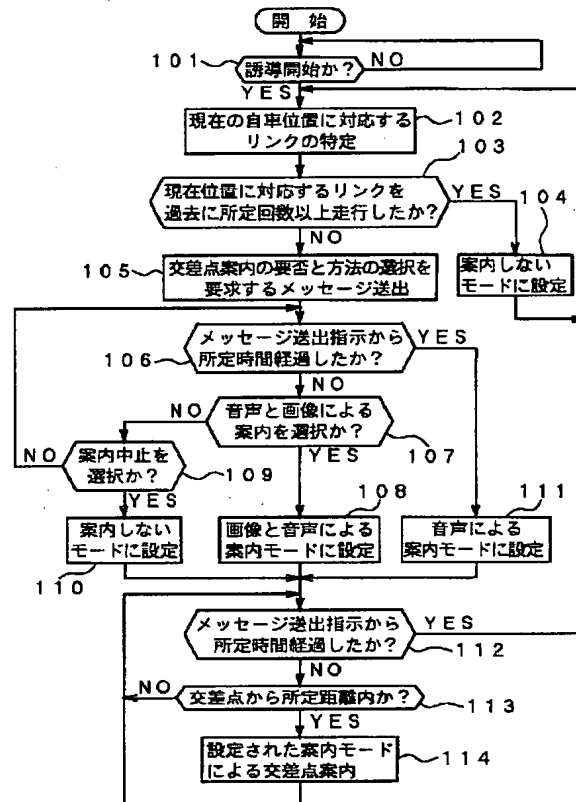 開 始
101
誘導開始か?
NO
YES
現在の自車位置に対応する
リンクの特定
102
103
現在位置に対応するリンクを
過去に所定回数以上走行したか?
YES
104
NO
105
交差点案内の要否と方法の選択を
要求するメッセージ送出
案内しない
モードに設定
メッセージ送出指示から
所定時間経過したか?
YES
106
NO
NO
音声と画像による
案内を選択か?
107
NO
案内中止を
選択か?
109
YES
YES
108
111
案内しない
モードに設定
110
画像と音声による
案内モードに設定
音声による
案内モードに設定
メッセージ送出指示から
所定時間経過したか?
YES
112
NO
NO
交差点から所定距離内か?
113
YES
設定された案内モード
による交差点案内
114